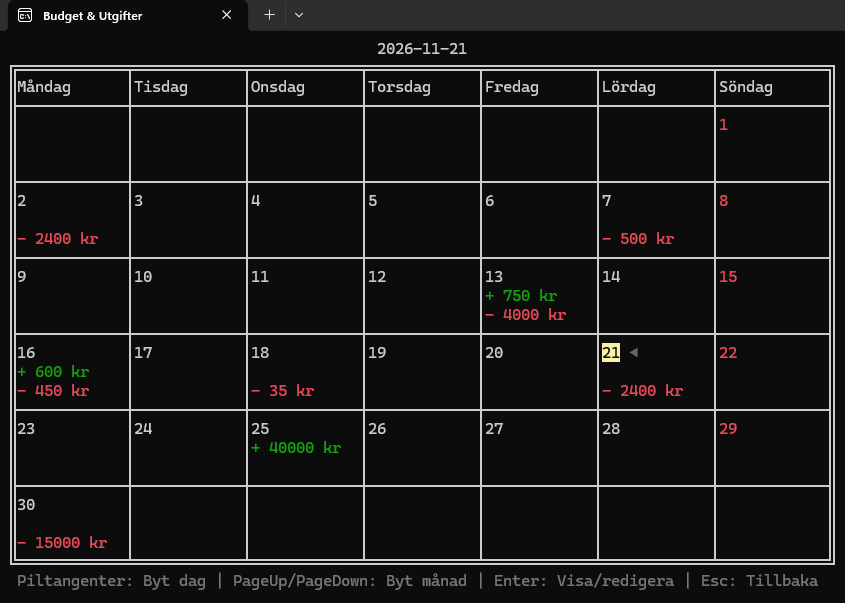 Budget & Utgifter
2026-11-21
Måndag Tisdag Onsdag Torsdag Fredag Lördag Söndag
1
2 3 4 5 6 7 8
- 2400 kr - 500 kr
9 10 11 12 13 14 15
+ 750 kr
- 4000 kr
16 17 18 19 20 21 ◄ 22
+ 600 kr
- 450 kr - 35 kr - 2400 kr
23 24 25 26 27 28 29
+ 40000 kr
30
- 15000 kr
Piltangenter: Byt dag | PageUp/PageDown: Byt månad | Enter: Visa/redigera | Esc: Tillbaka